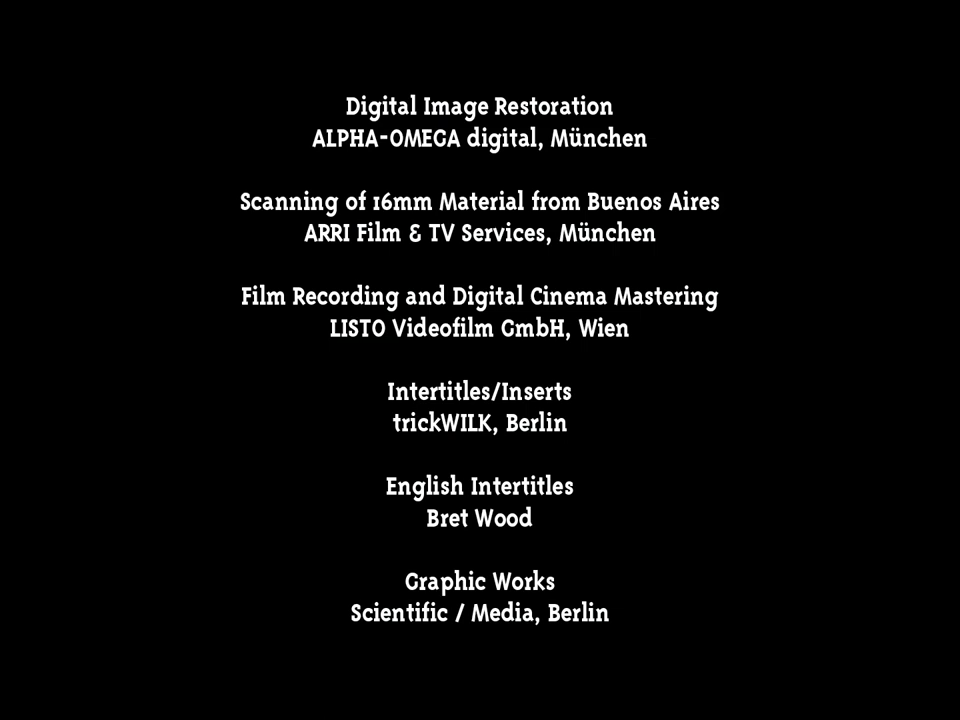 Digital Image Restoration
ALPHA-OMEGA digital, München
Scanning of 16mm Material from Buenos Aires
ARRI Film & TV Services, München
Film Recording and Digital Cinema Mastering
LISTO Videofilm GmbH, Wien
Intertitles/Inserts
trickWILK, Berlin
English Intertitles
Bret Wood
Graphic Works
Scientific / Media, Berlin